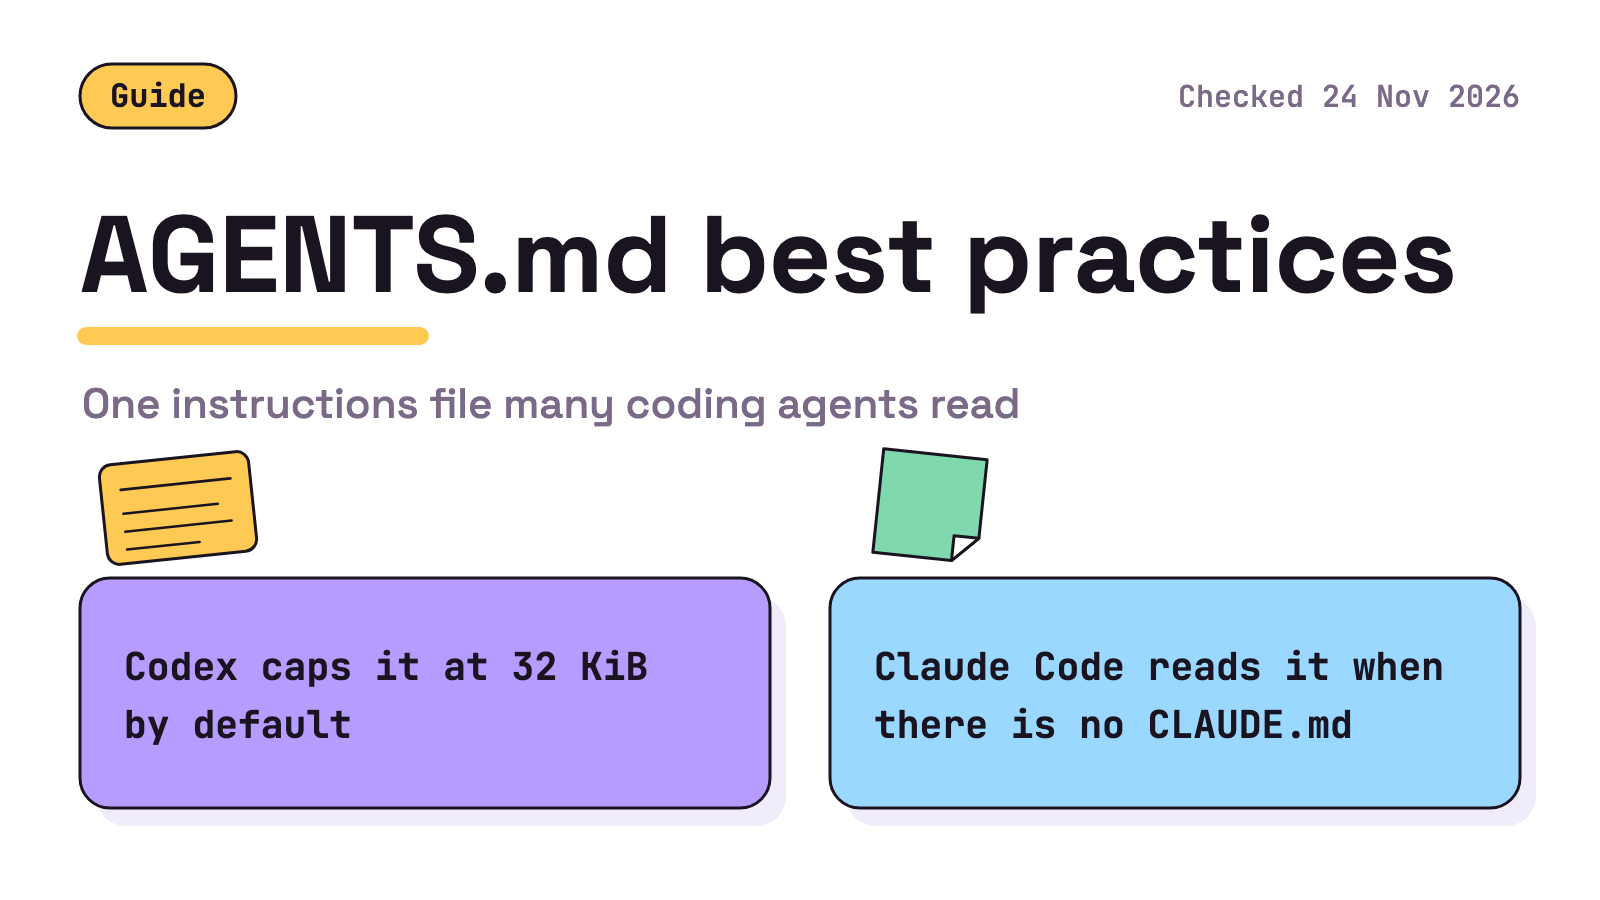 Guide
Checked 24 Nov 2026
AGENTS.md best practices
One instructions file many coding agents read
Codex caps it at 32 KiB
by default
Claude Code reads it when
there is no CLAUDE.md